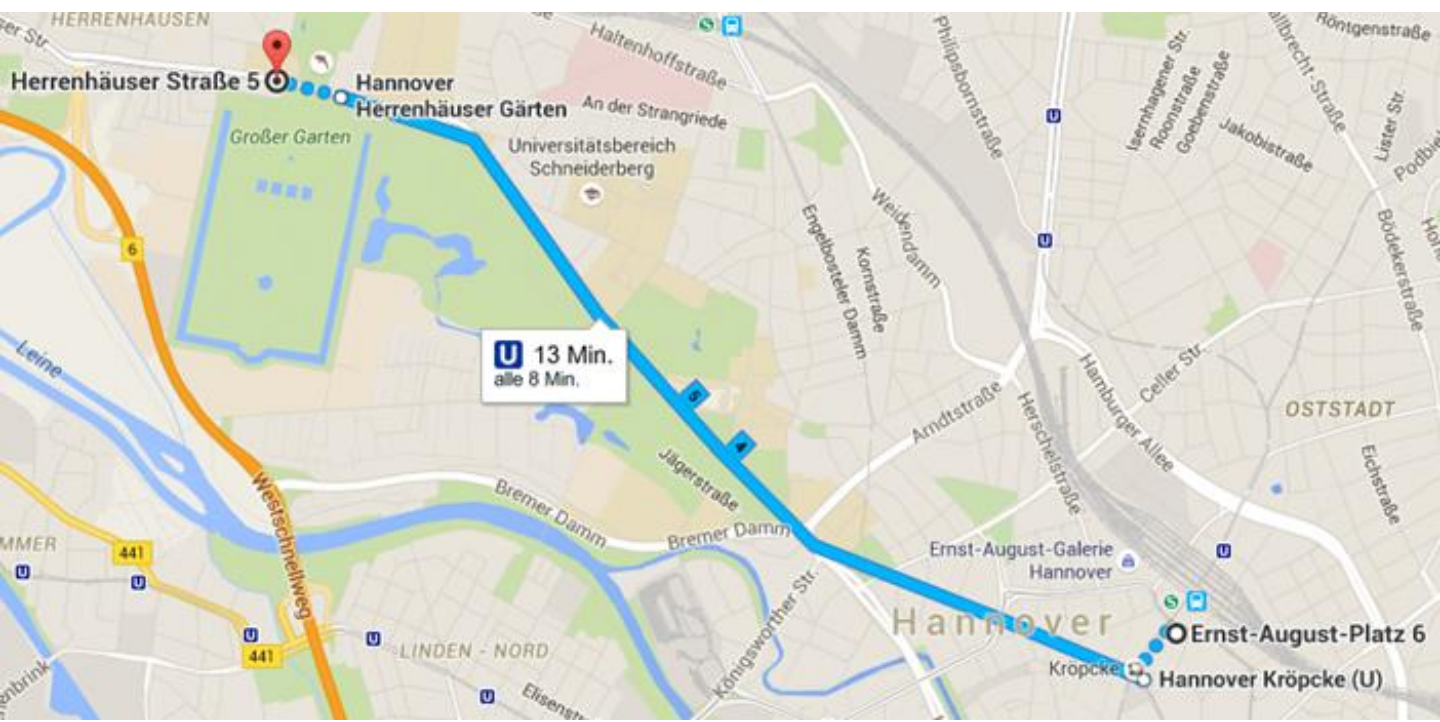 HERRENHÄUSEN
Röntgenstraße
Haltenhoffstraße
Philipsbornstraße
Isernhagener Str.
Roonstraße
Goebenstraße
Jakobistraße
Lister Str.
Herrenhäuser Straße 5
Hannover
Herrenhäuser Gärten
An der Strangriede
Großer Garten
Universitätsbereich
Schneiderberg
U
Weidendamm
Engelbosteler Damm
Kornstraße
Bödekerstraße
U
6
Leine
U 13 Min.
alle 8 Min.
5
4
Arndtstraße
Herschelstraße
Hamburger Allee
Celler Str.
OSTSTADT
Eichstraße
Jägerstraße
Bremer Damm
Bremer Damm
Westschnellweg
441
U
U
Ernst-August-Galerie
Hannover
U
Königsworther Str.
S
Hannover
Ernst-August-Platz 6
U
441
U
LINDEN - NORD
Kröpcke
Hannover Kröpcke (U)
U